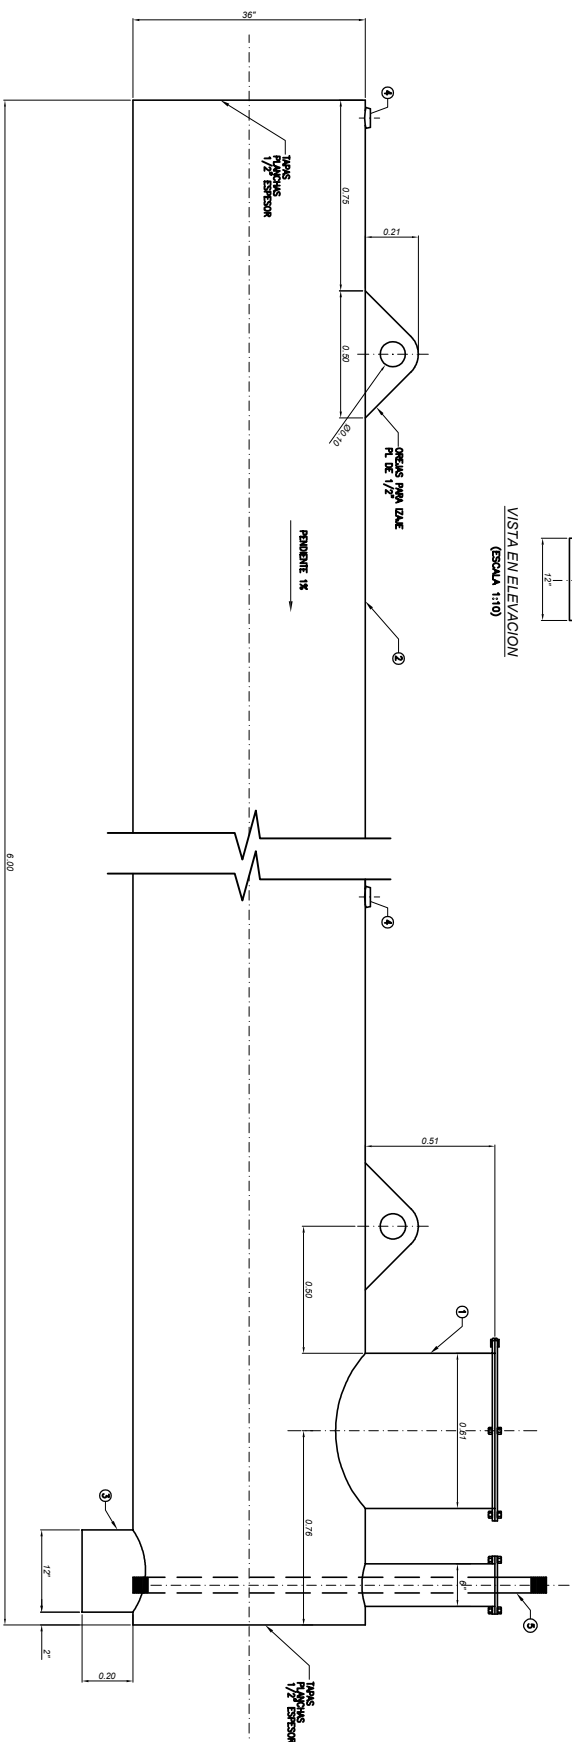 36"
④
TAPAS
PLANCHAS
1/2" ESPESOR
0.75
0.21
0.50
Ø0.10
OREJAS PARA IZAJE
PL DE 1/2"
12"
VISTA EN ELEVACION
(ESCALA 1:10)
PENDIENTE 1%
②
6.00
④
0.51
0.50
①
0.61
0.76
③
12"
6"
⑤
2"
0.20
TAPAS
PLANCHAS
1/2" ESPESOR